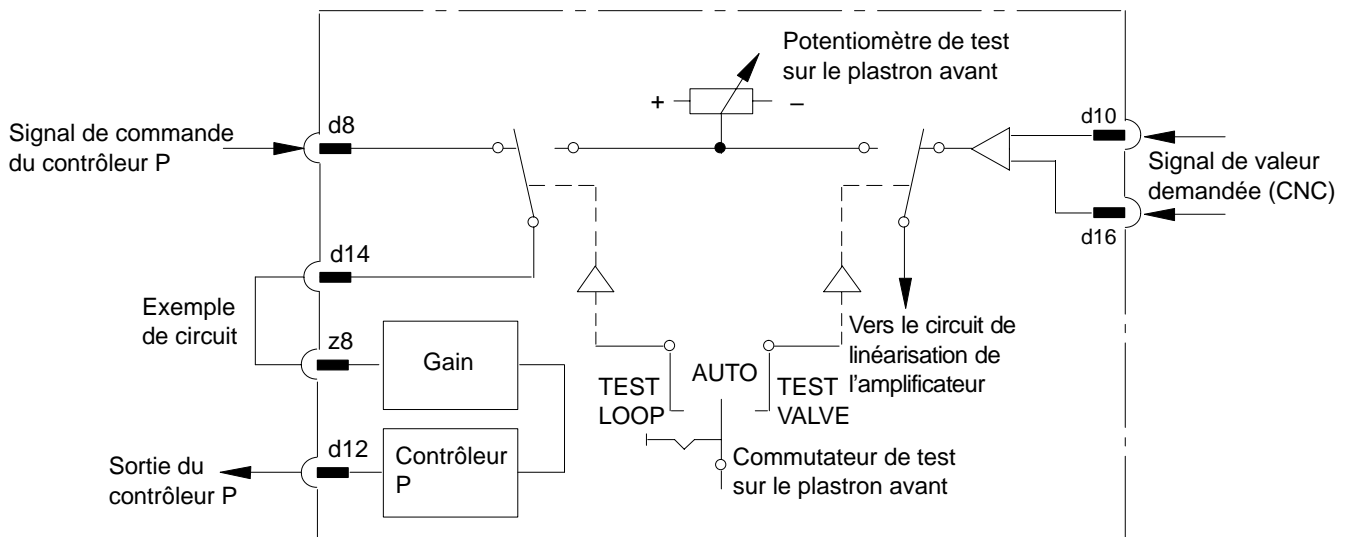 Potentiomètre de test
sur le plastron avant
+
–
Signal de commande
du contrôleur P
d8
d10
Signal de valeur
demandée (CNC)
d16
d14
Exemple
de circuit
z8
Gain
Vers le circuit de
linéarisation de
l’amplificateur
AUTO
TEST
LOOP
TEST
VALVE
d12
Contrôleur
P
Sortie du
contrôleur P
Commutateur de test
sur le plastron avant